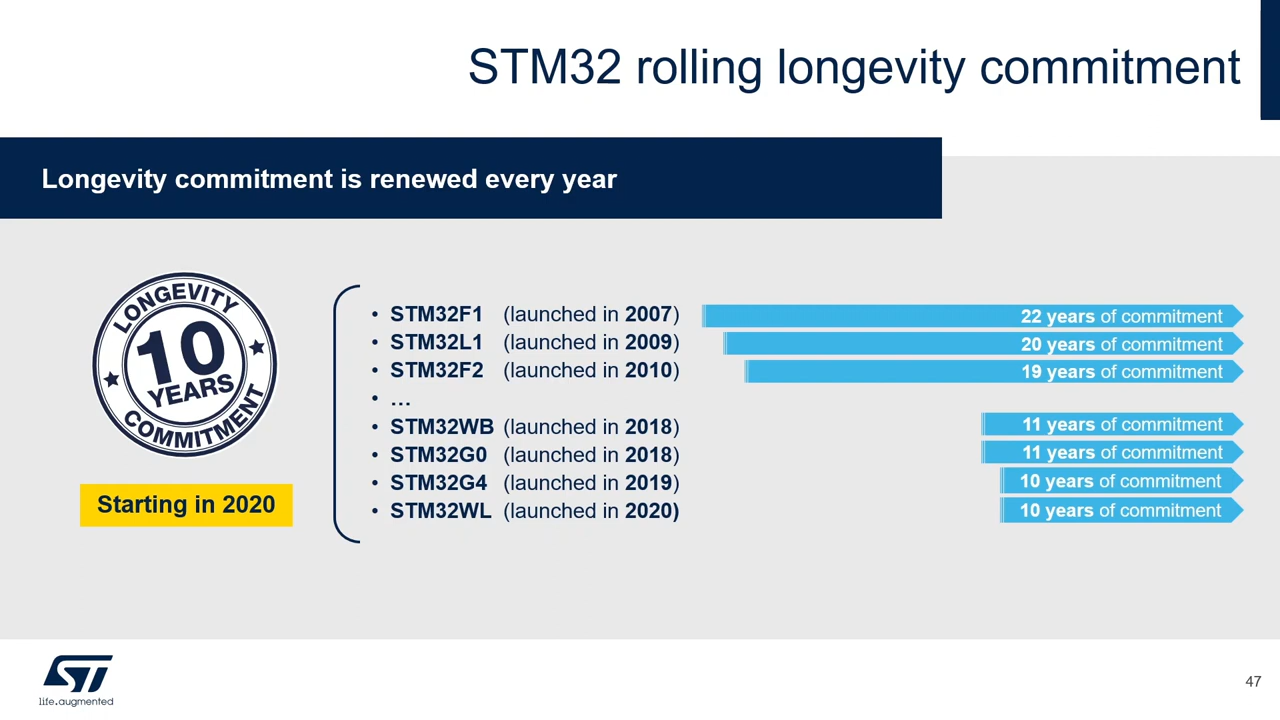 STM32 rolling longevity commitment
Longevity commitment is renewed every year
LONGEVITY
10
YEARS
COMMITMENT
Starting in 2020
• STM32F1 (launched in 2007) 22 years of commitment
• STM32L1 (launched in 2009) 20 years of commitment
• STM32F2 (launched in 2010) 19 years of commitment
• …
• STM32WB (launched in 2018) 11 years of commitment
• STM32G0 (launched in 2018) 11 years of commitment
• STM32G4 (launched in 2019) 10 years of commitment
• STM32WL (launched in 2020) 10 years of commitment
ST
life.augmented
47